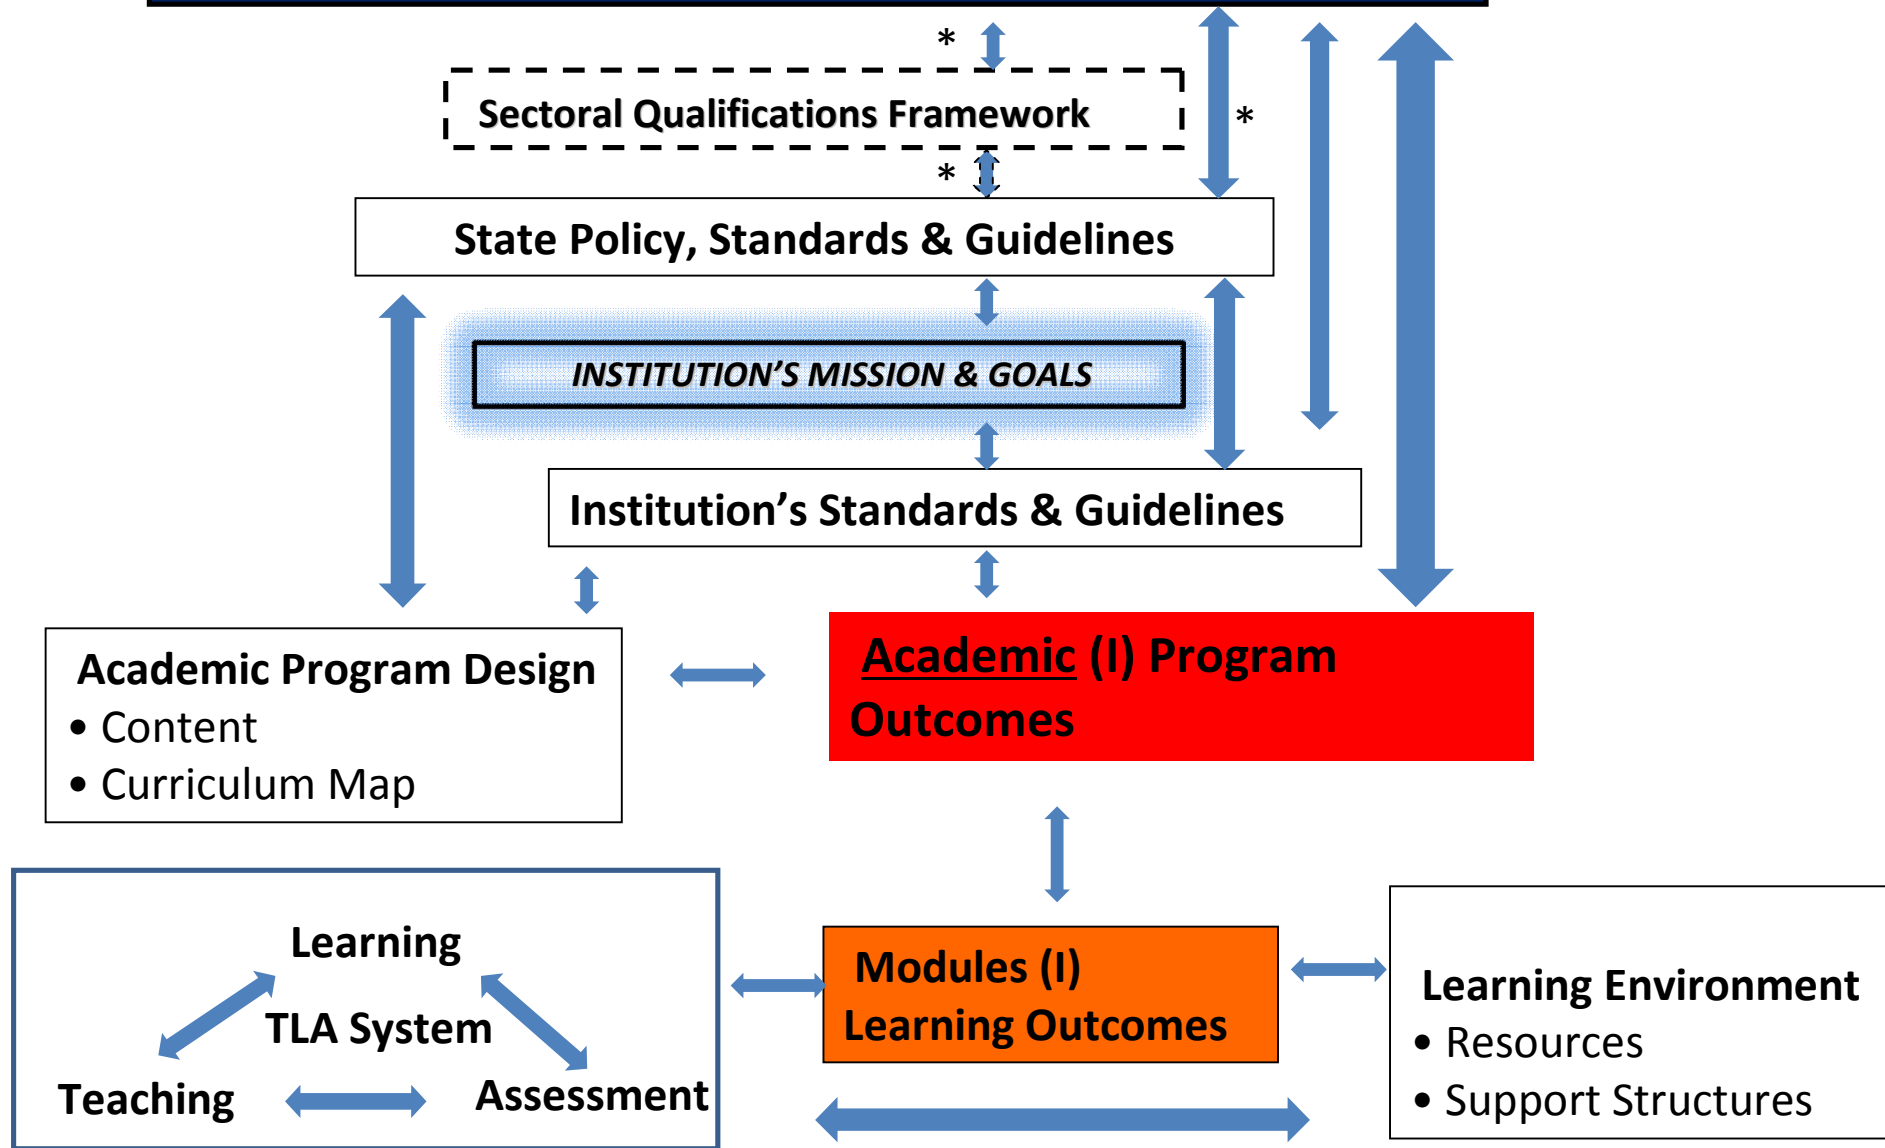 *
Sectoral Qualifications Framework
*
*
State Policy, Standards & Guidelines
INSTITUTION’S MISSION & GOALS
Institution’s Standards & Guidelines
Academic Program Design
• Content
• Curriculum Map
Academic (I) Program
Outcomes
Learning
TLA System
Teaching
Assessment
Modules (I)
Learning Outcomes
Learning Environment
• Resources
• Support Structures